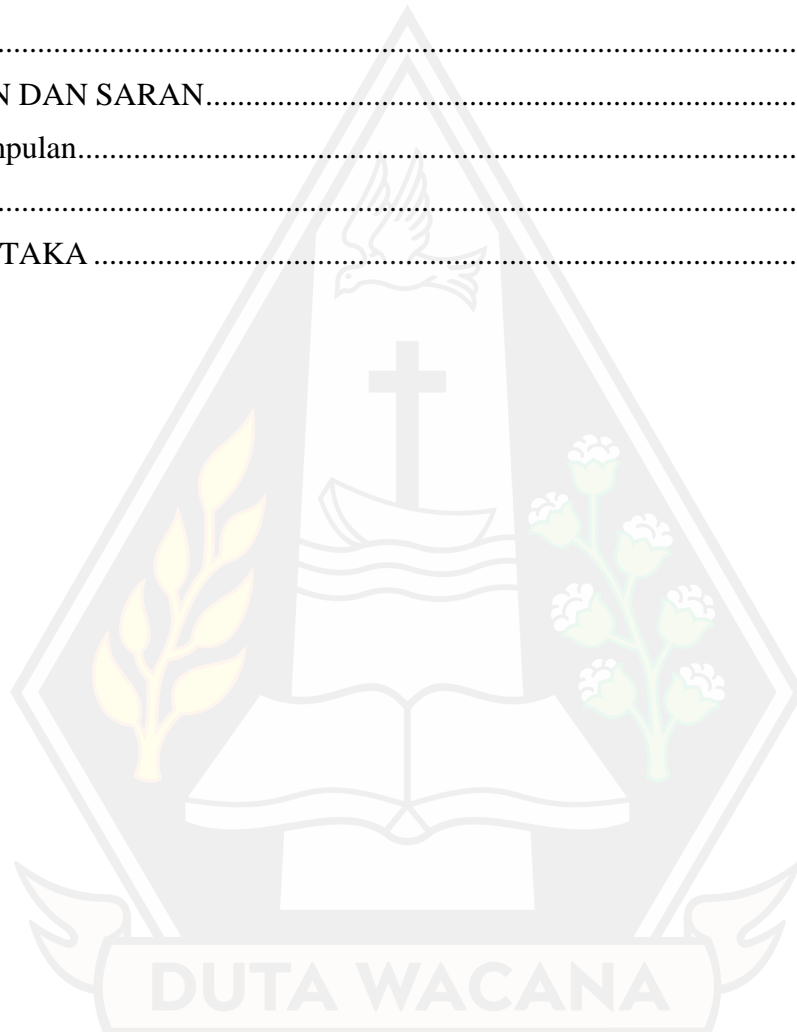 ................................................................................................
N DAN SARAN..........................................................................
npulan..........................................................................................
................................................................................................
TAKA ........................................................................................
DUTA WACANA